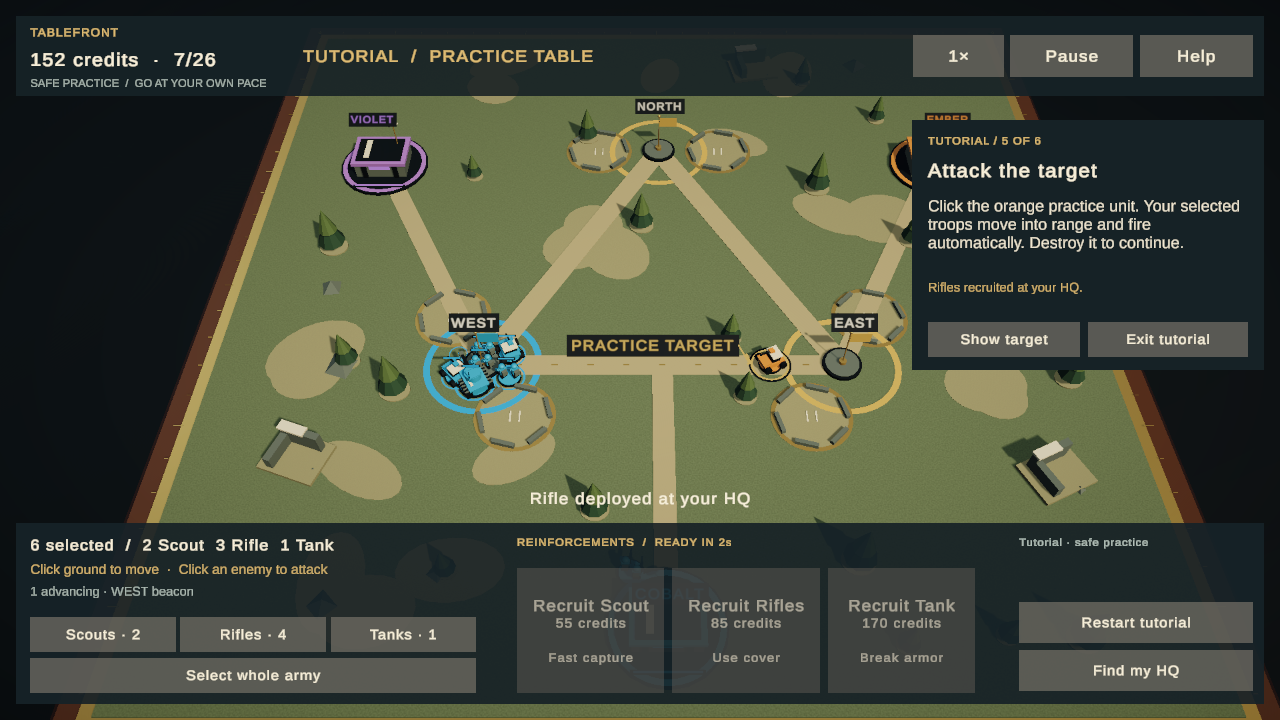 TABLEFRONT
152 credits · 7/26
SAFE PRACTICE / GO AT YOUR OWN PACE
TUTORIAL / PRACTICE TABLE
1×
Pause
Help
VIOLET
NORTH
EMBER
TUTORIAL / 5 OF 6
Attack the target
Click the orange practice unit. Your selected
troops move into range and fire
automatically. Destroy it to continue.
Rifles recruited at your HQ.
Show target
Exit tutorial
WEST
EAST
PRACTICE TARGET
Rifle deployed at your HQ
6 selected / 2 Scout 3 Rifle 1 Tank
Click ground to move · Click an enemy to attack
1 advancing · WEST beacon
Scouts · 2
Rifles · 4
Tanks · 1
Select whole army
REINFORCEMENTS / READY IN 2s
COBALT
Recruit Scout
55 credits
Fast capture
Recruit Rifles
85 credits
Use cover
Recruit Tank
170 credits
Break armor
Tutorial · safe practice
Restart tutorial
Find my HQ